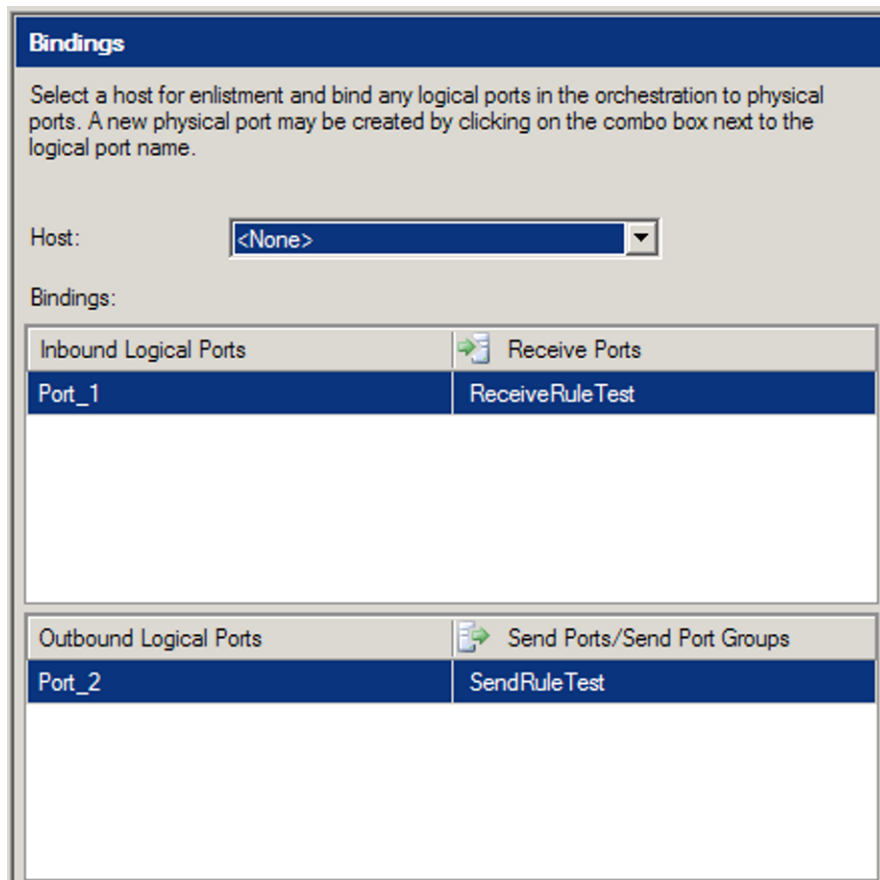 Bindings
Select a host for enlistment and bind any logical ports in the orchestration to physical
ports. A new physical port may be created by clicking on the combo box next to the
logical port name.
Host: <None>
Bindings:
Inbound Logical Ports Receive Ports
Port_1 ReceiveRuleTest
Outbound Logical Ports Send Ports/Send Port Groups
Port_2 SendRuleTest